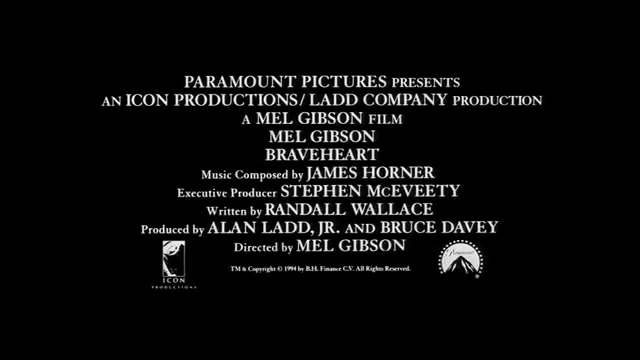 PARAMOUNT PICTURES PRESENTS
AN ICON PRODUCTIONS/LADD COMPANY PRODUCTION
A MEL GIBSON FILM
MEL GIBSON
BRAVEHEART
Music Composed by JAMES HORNER
Executive Producer STEPHEN McEVEETY
Written by RANDALL WALLACE
Produced by ALAN LADD, JR. AND BRUCE DAVEY
Directed by MEL GIBSON
TM & Copyright © 1994 by B.H. Finance C.V. All Rights Reserved.
ICON
PRODUCTIONS
Paramount